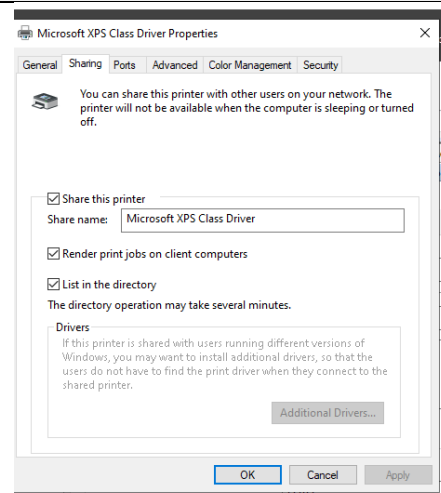 Microsoft XPS Class Driver Properties
General Sharing Ports Advanced Color Management Security
You can share this printer with other users on your network. The
printer will not be available when the computer is sleeping or turned
off.
Share this printer
Share name: Microsoft XPS Class Driver
Render print jobs on client computers
List in the directory
The directory operation may take several minutes.
Drivers
If this printer is shared with users running different versions of
Windows, you may want to install additional drivers, so that the
users do not have to find the print driver when they connect to the
shared printer.
Additional Drivers...
OK Cancel Apply